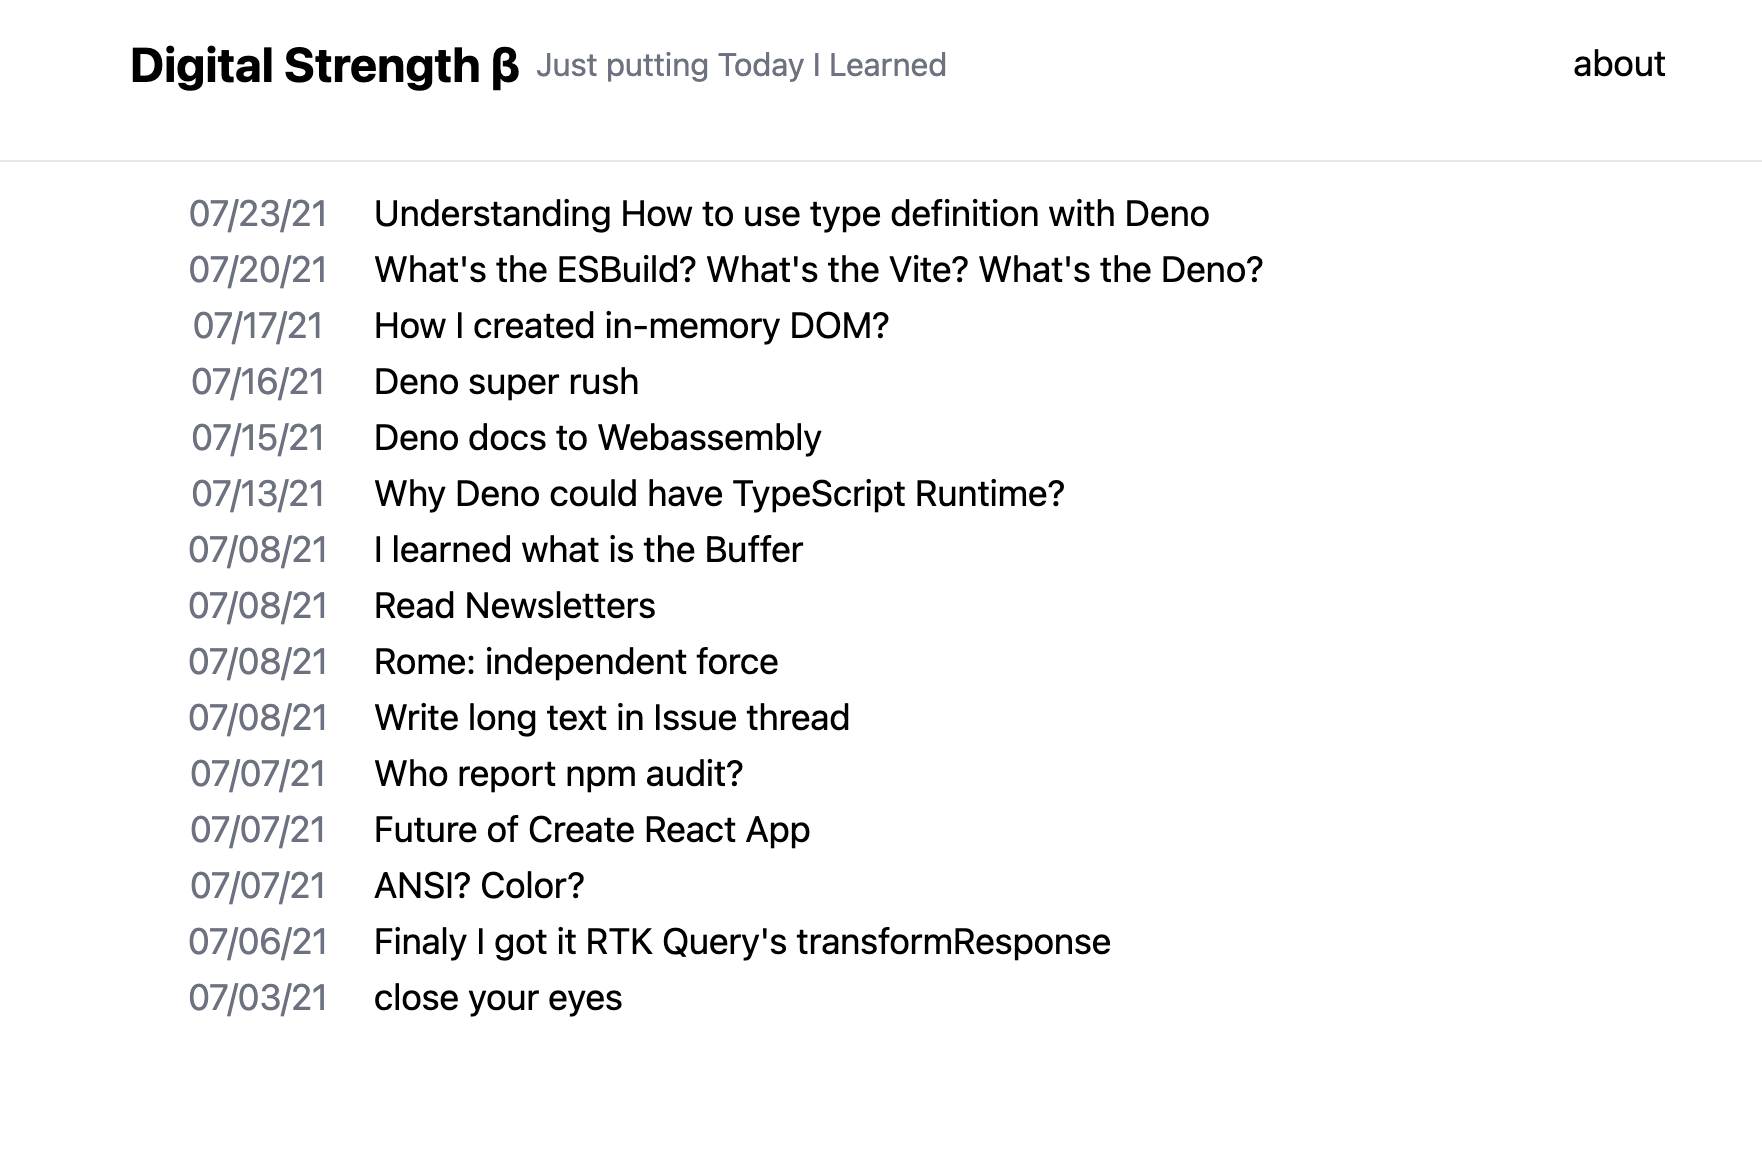 Digital Strength β Just putting Today I Learned about
07/23/21 Understanding How to use type definition with Deno
07/20/21 What's the ESBuild? What's the Vite? What's the Deno?
07/17/21 How I created in-memory DOM?
07/16/21 Deno super rush
07/15/21 Deno docs to Webassembly
07/13/21 Why Deno could have TypeScript Runtime?
07/08/21 I learned what is the Buffer
07/08/21 Read Newsletters
07/08/21 Rome: independent force
07/08/21 Write long text in Issue thread
07/07/21 Who report npm audit?
07/07/21 Future of Create React App
07/07/21 ANSI? Color?
07/06/21 Finaly I got it RTK Query's transformResponse
07/03/21 close your eyes